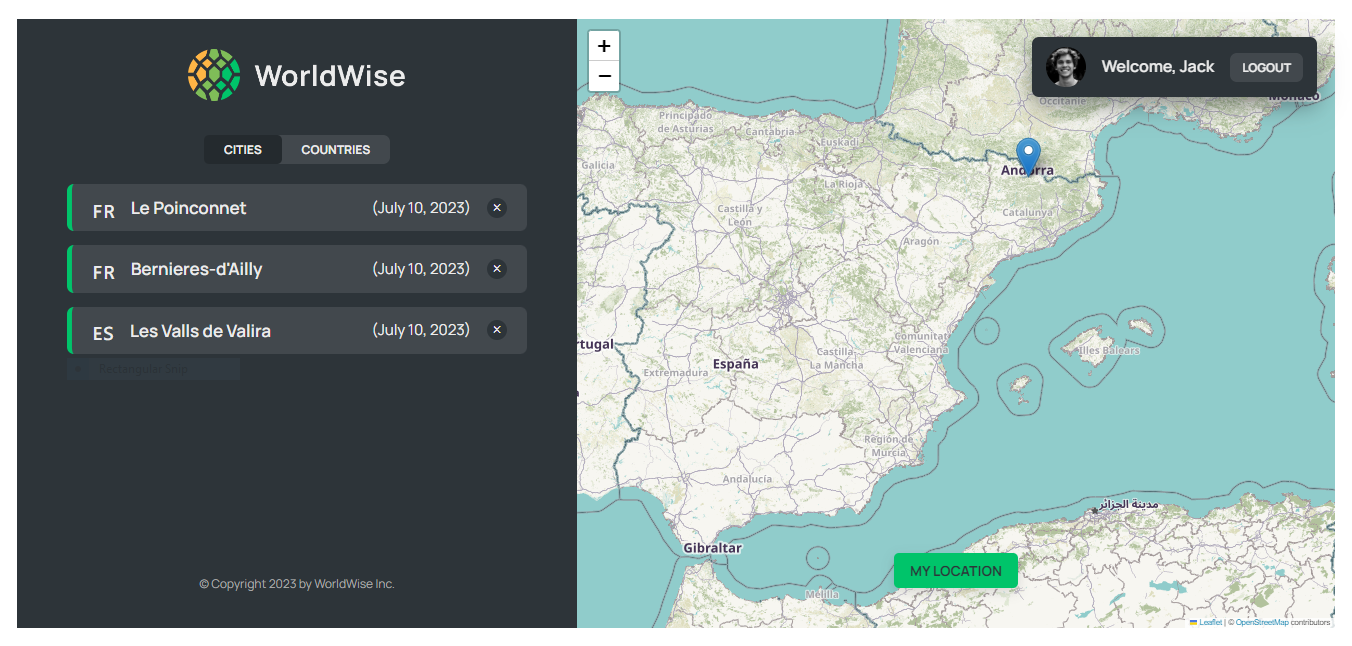 WorldWise
CITIES
COUNTRIES
FR Le Poinconnet (July 10, 2023) ×
FR Bernieres-d'Ailly (July 10, 2023) ×
ES Les Valls de Valira (July 10, 2023) ×
Rectangular Snip
© Copyright 2023 by WorldWise Inc.
+
−
Welcome, Jack
LOGOUT
Occitanie
Monaco
Principado
de Asturias
Cantabria
Euskadi
Galicia
Andorra
La Rioja
Castilla y
León
Catalunya
Aragón
rtugal
España
Castilla-
La Mancha
Comunitat
Valenciana
Illes Balears
Extremadura
Región de
Murcia
Andalucía
مدينة الجزائر
Gibraltar
MY LOCATION
Melilla
Leaflet | © OpenStreetMap contributors